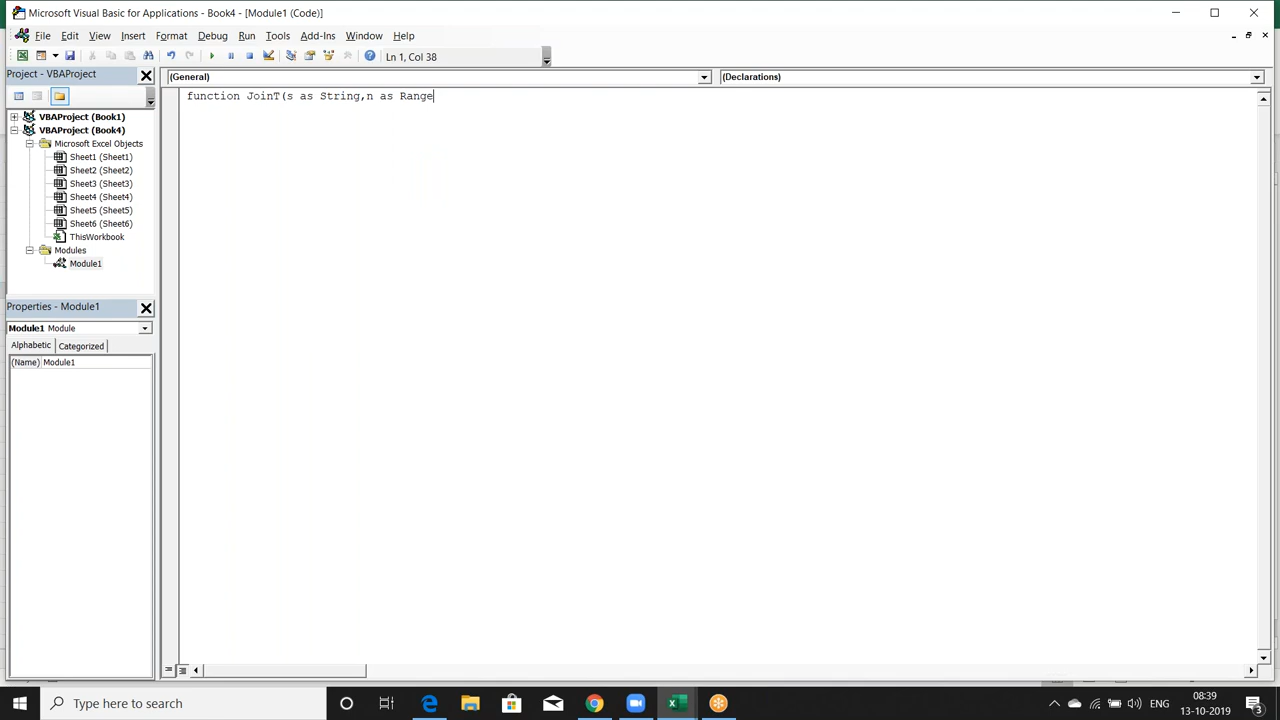 Microsoft Visual Basic for Applications - Book4 - [Module1 (Code)]
File Edit View Insert Format Debug Run Tools Add-Ins Window Help
Ln 1, Col 38
Project - VBAProject
(General)
(Declarations)
function JoinT(s as String,n as Range
VBAProject (Book1)
VBAProject (Book4)
Microsoft Excel Objects
Sheet1 (Sheet1)
Sheet2 (Sheet2)
Sheet3 (Sheet3)
Sheet4 (Sheet4)
Sheet5 (Sheet5)
Sheet6 (Sheet6)
ThisWorkbook
Modules
Module1
Properties - Module1
Module1 Module
Alphabetic Categorized
(Name) Module1
Type here to search
ENG
08:39
13-10-2019
3